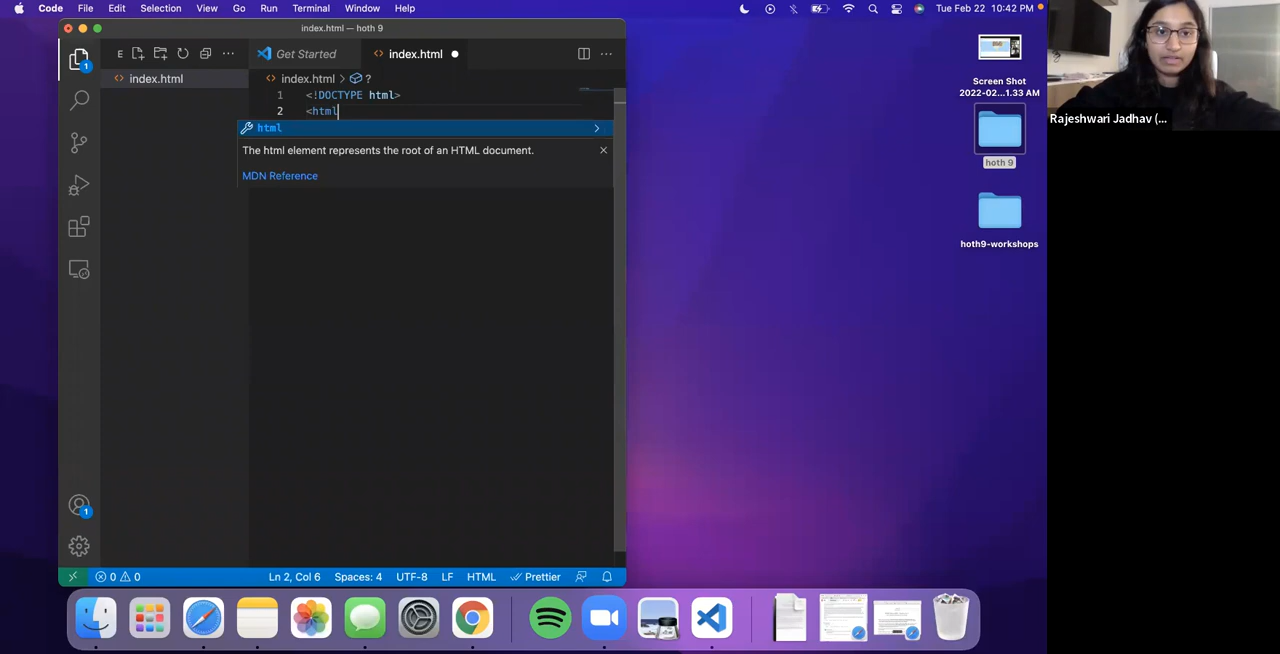 Code File Edit Selection View Go Run Terminal Window Help Tue Feb 22 10:42 PM
index.html — hoth 9
E Get Started index.html
index.html
index.html > ?
1 <!DOCTYPE html>
2 <html
html
The html element represents the root of an HTML document.
MDN Reference
1
1
0 0 Ln 2, Col 6 Spaces: 4 UTF-8 LF HTML Prettier
Screen Shot
2022-02...1.33 AM
hoth 9
hoth9-workshops
Rajeshwari Jadhav (...